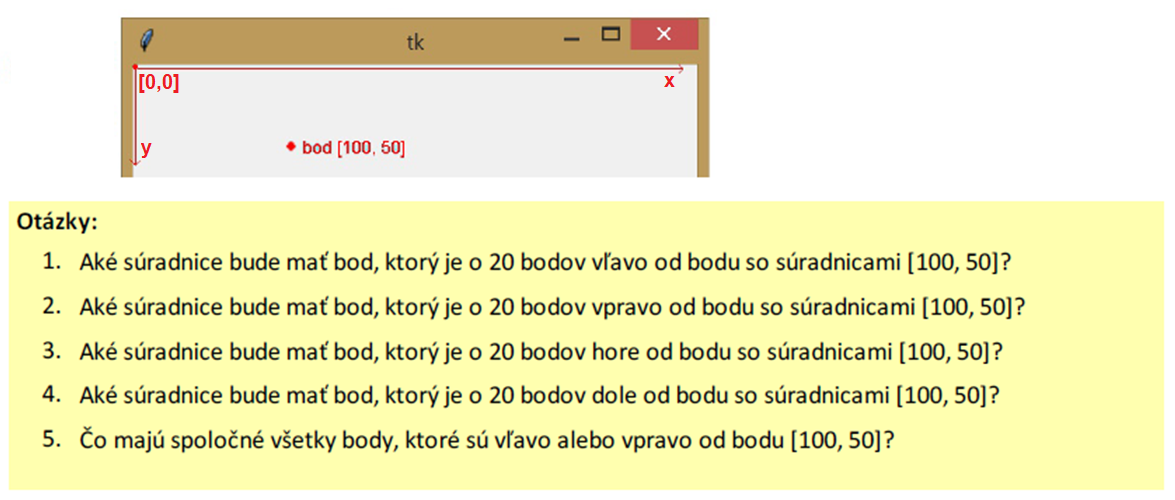 tk
[0,0]
x
y
bod [100, 50]
Otázky:
1. Aké súradnice bude mať bod, ktorý je o 20 bodov vľavo od bodu so súradnicami [100, 50]?
2. Aké súradnice bude mať bod, ktorý je o 20 bodov vpravo od bodu so súradnicami [100, 50]?
3. Aké súradnice bude mať bod, ktorý je o 20 bodov hore od bodu so súradnicami [100, 50]?
4. Aké súradnice bude mať bod, ktorý je o 20 bodov dole od bodu so súradnicami [100, 50]?
5. Čo majú spoločné všetky body, ktoré sú vľavo alebo vpravo od bodu [100, 50]?